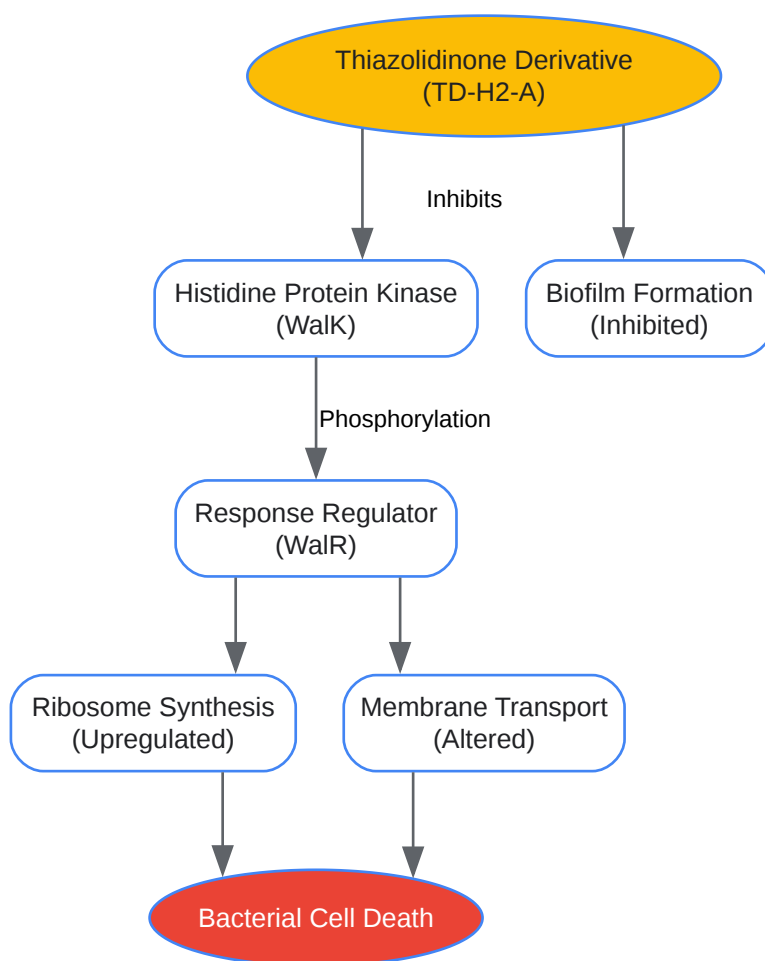 Thiazolidinone Derivative
(TD-H2-A)
Inhibits
Histidine Protein Kinase
(WalK)
Biofilm Formation
(Inhibited)
Phosphorylation
Response Regulator
(WalR)
Ribosome Synthesis
(Upregulated)
Membrane Transport
(Altered)
Bacterial Cell Death